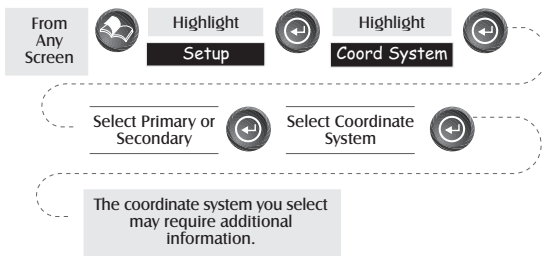 From
Any
Screen
Highlight
Setup
Highlight
Coord System
Select Primary or
Secondary
Select Coordinate
System
The coordinate system you select
may require additional
information.